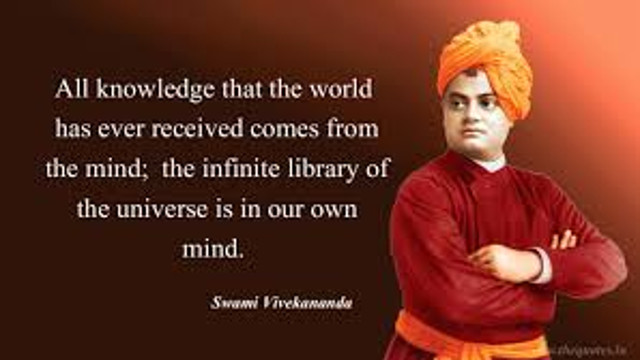 All knowledge that the world
has ever received comes from
the mind; the infinite library of
the universe is in our own
mind.
Swami Vivekananda